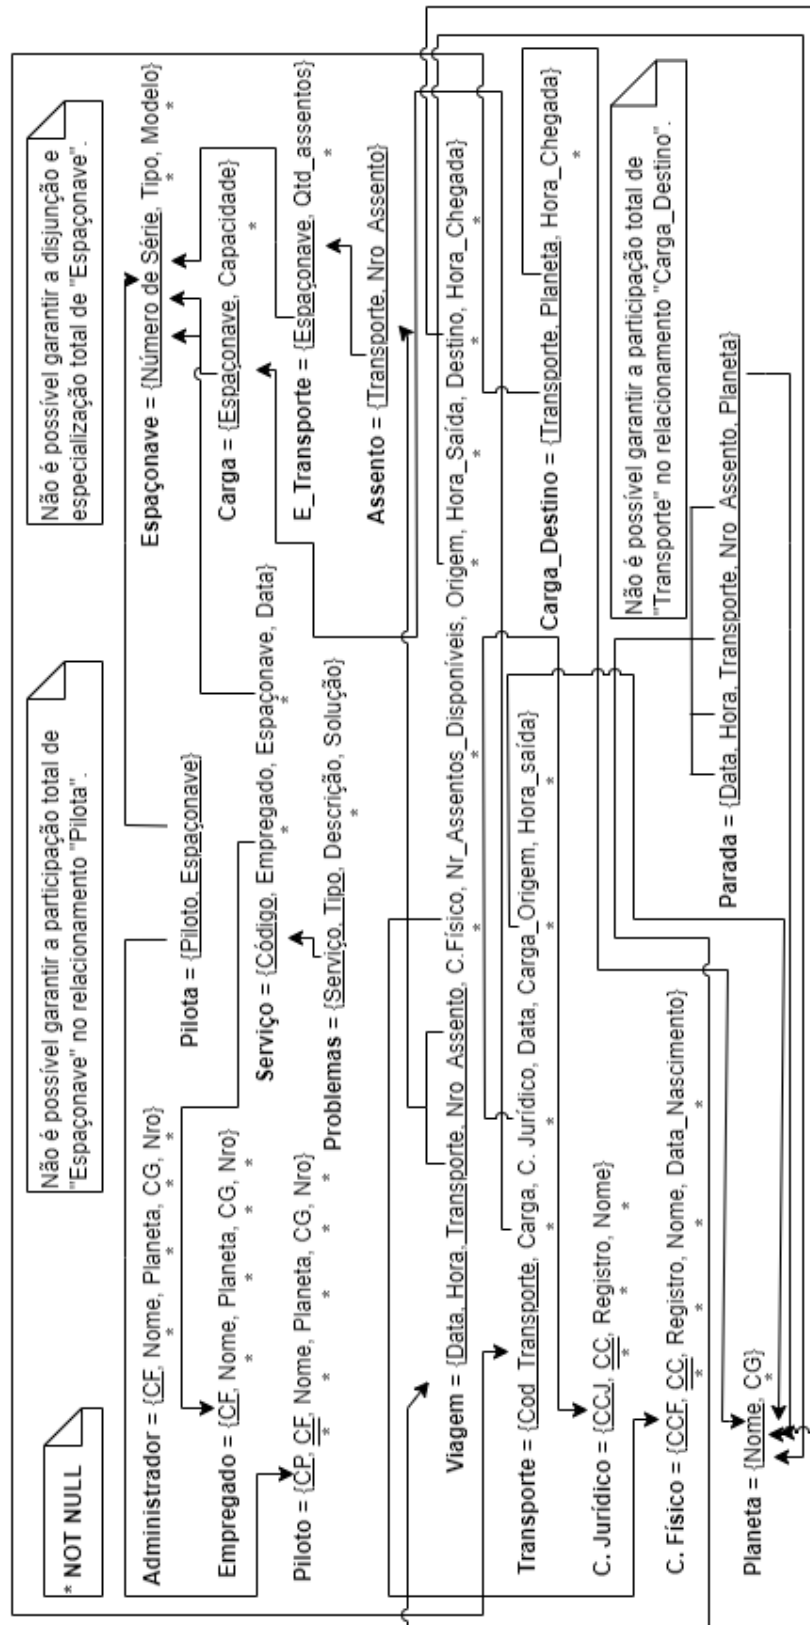 * NOT NULL
Não é possível garantir a participação total de
"Espaçonave" no relacionamento "Pilota".
Não é possível garantir a disjunção e
especialização total de "Espaçonave".
Administrador = {CF, Nome, Planeta, CG, Nro}
* * * *
Pilota = {Piloto, Espaçonave}
Espaçonave = {Número de Série, Tipo, Modelo}
* *
Empregado = {CF, Nome, Planeta, CG, Nro}
* * * *
Serviço = {Código, Empregado, Espaçonave, Data}
* *
Carga = {Espaçonave, Capacidade}
*
Piloto = {CP, CF, Nome, Planeta, CG, Nro}
* * * * *
Problemas = {Serviço, Tipo, Descrição, Solução}
*
E_Transporte = {Espaçonave, Qtd_assentos}
*
Assento = {Transporte, Nro_Assento}
Viagem = {Data, Hora, Transporte, Nro_Assento, C.Físico, Nr_Assentos_Disponíveis, Origem, Hora_Saída, Destino, Hora_Chegada}
* * * * * *
Transporte = {Cod_Transporte, Carga, C. Jurídico, Data, Carga_Origem, Hora_saída}
* * *
Carga_Destino = {Transporte, Planeta, Hora_Chegada}
*
C. Jurídico = {CCJ, CC, Registro, Nome}
* *
Não é possível garantir a participação total de
"Transporte" no relacionamento "Carga_Destino".
C. Físico = {CCF, CC, Registro, Nome, Data_Nascimento}
* * *
Parada = {Data, Hora, Transporte, Nro_Assento, Planeta}
Planeta = {Nome, CG}
*